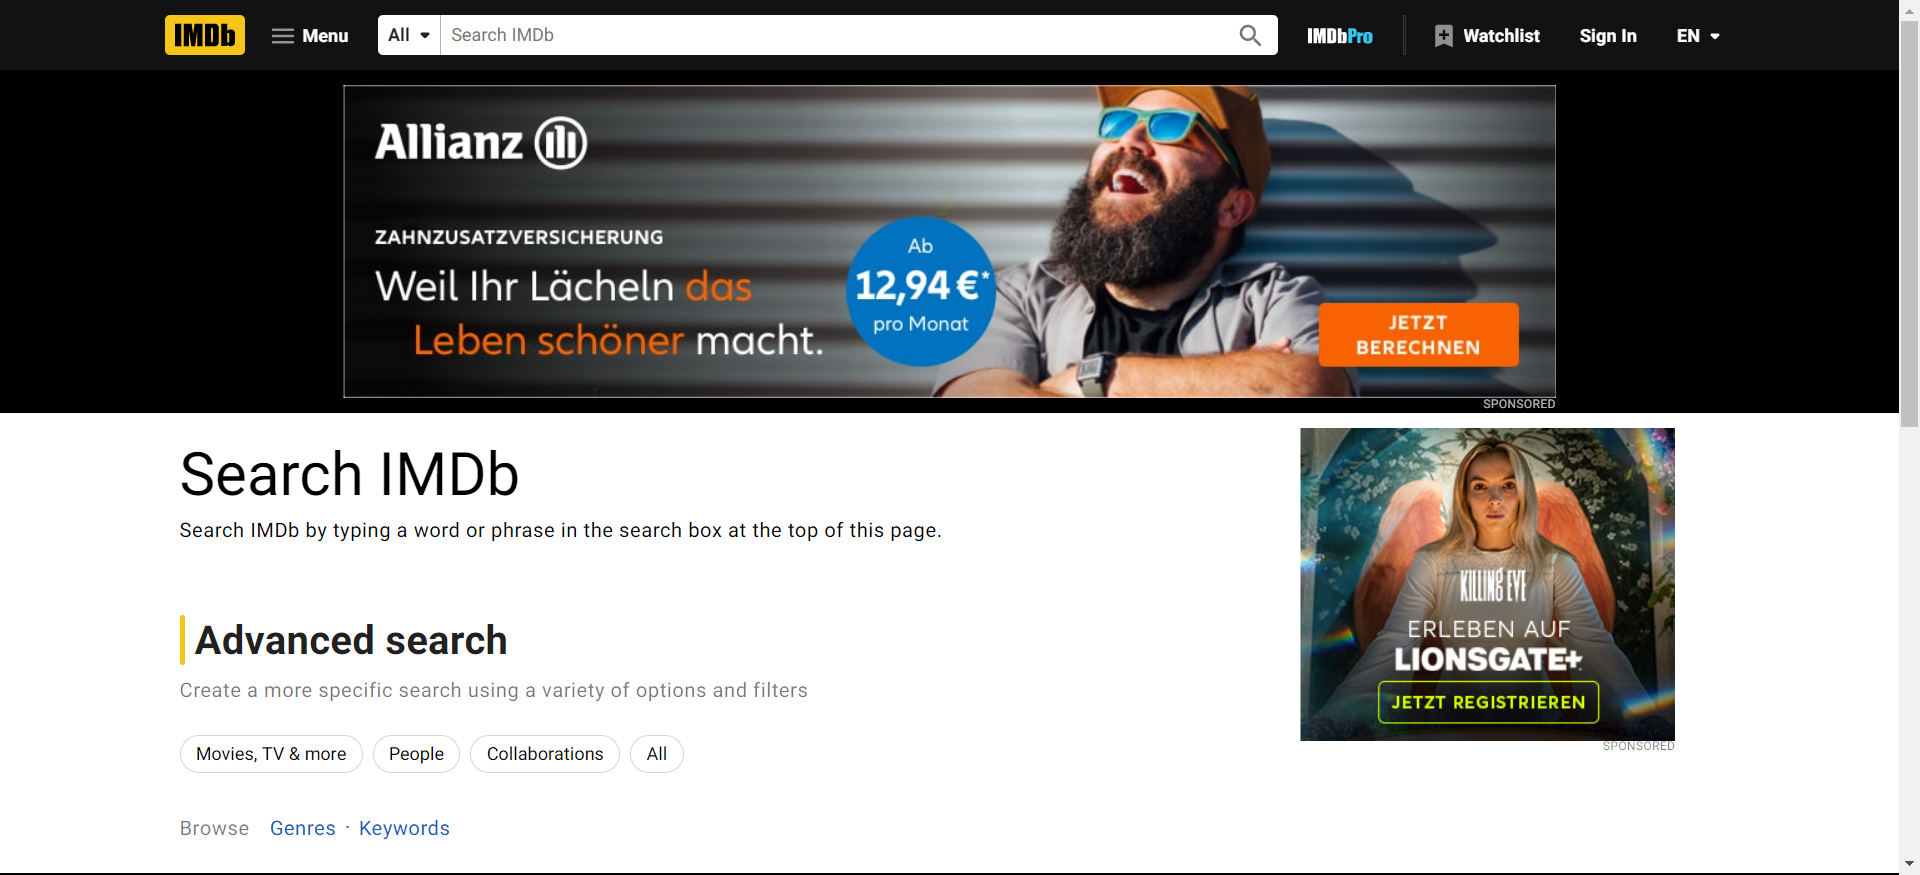 IMDb Menu All Search IMDb IMDbPro Watchlist Sign In EN
Allianz
ZAHNZUSATZVERSICHERUNG
Weil Ihr Lächeln das
Leben schöner macht.
Ab
12,94 €*
pro Monat
JETZT
BERECHNEN
SPONSORED
Search IMDb
Search IMDb by typing a word or phrase in the search box at the top of this page.
Advanced search
Create a more specific search using a variety of options and filters
Movies, TV & more People Collaborations All
Browse Genres · Keywords
KILLING EVE
ERLEBEN AUF
LIONSGATE+
JETZT REGISTRIEREN
SPONSORED